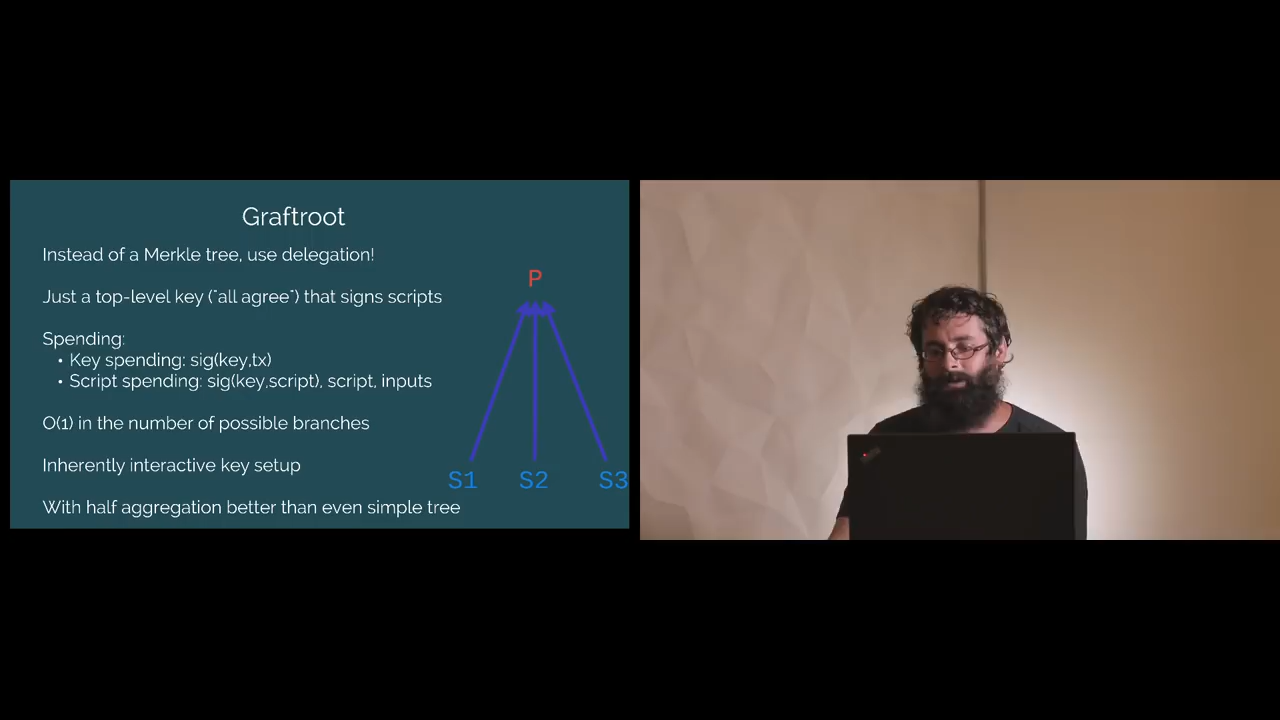 Graftroot
Instead of a Merkle tree, use delegation!
Just a top-level key ("all agree") that signs scripts
Spending:
• Key spending: sig(key,tx)
• Script spending: sig(key,script), script, inputs
O(1) in the number of possible branches
Inherently interactive key setup
With half aggregation better than even simple tree
P
S1 S2 S3